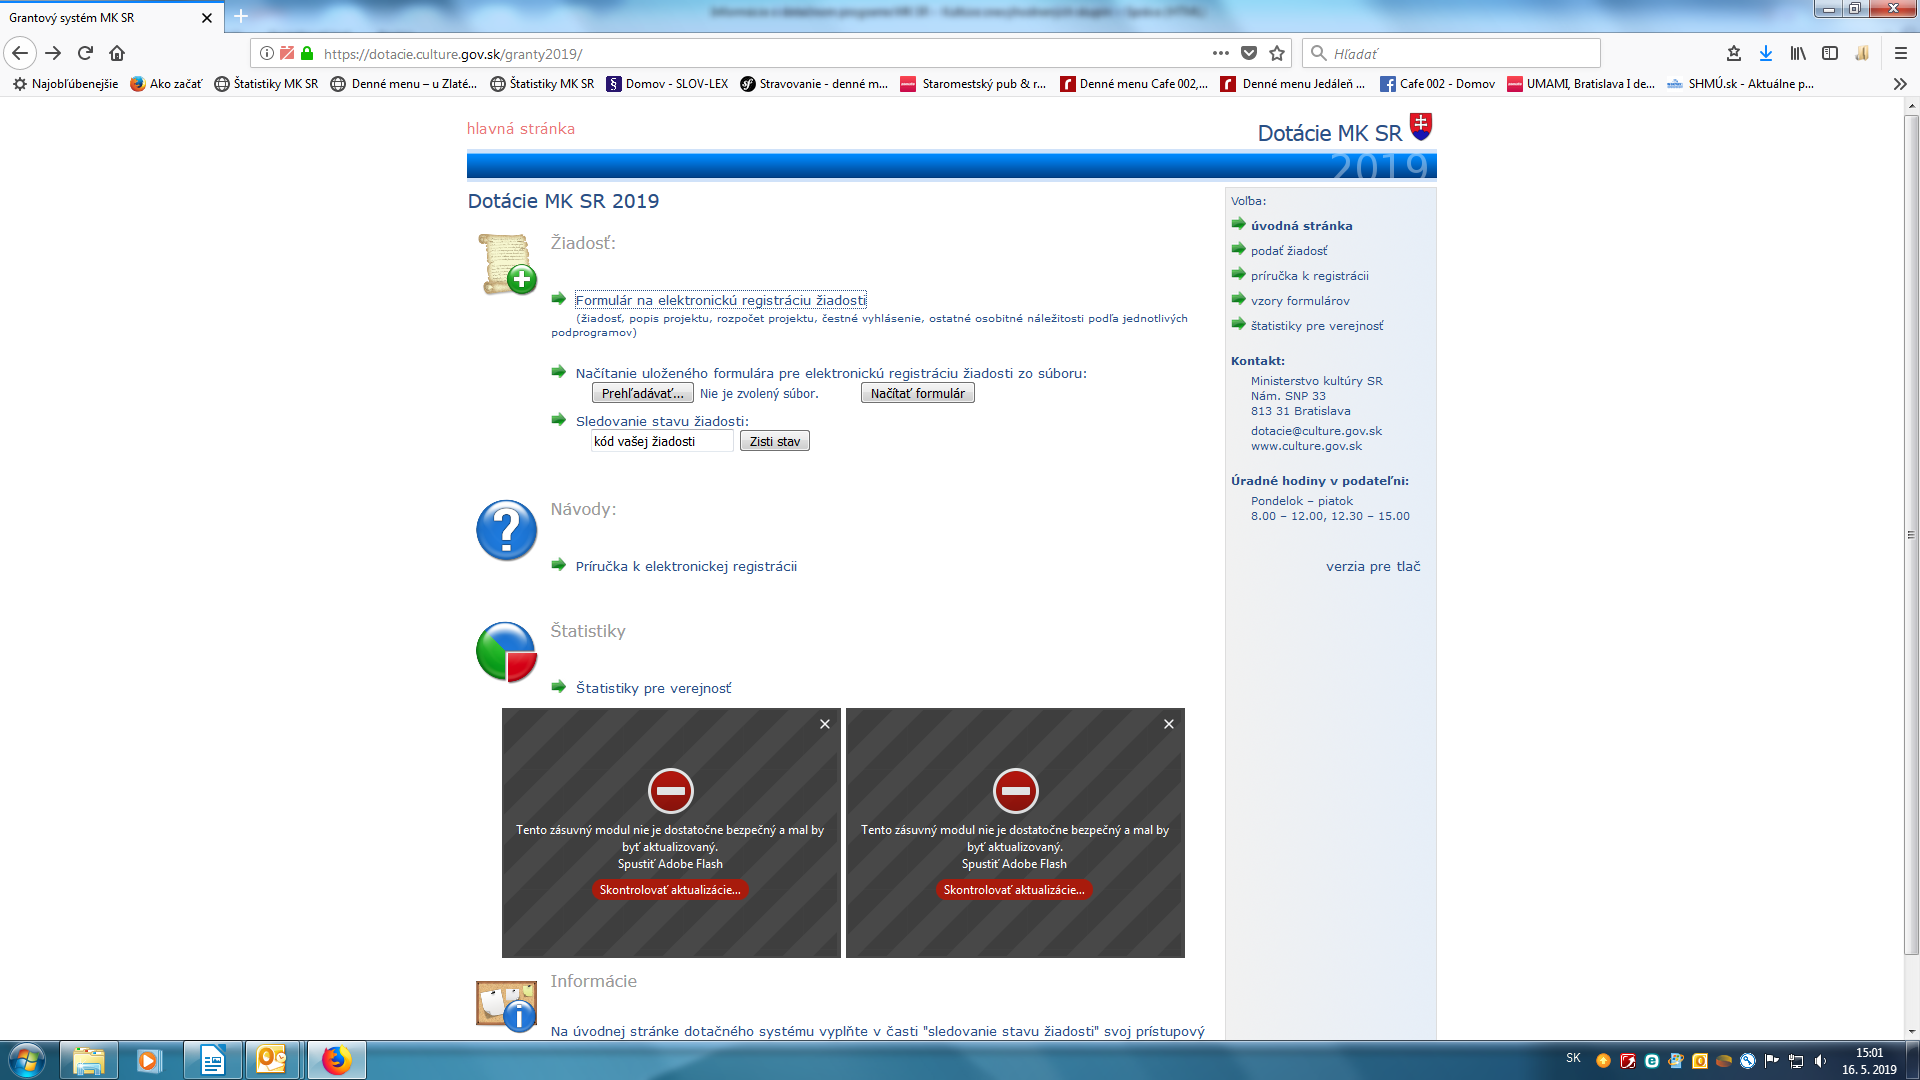 Grantový systém MK SR
https://dotacie.culture.gov.sk/granty2019/
Hľadať
Najobľúbenejšie
Ako začať
Štatistiky MK SR
Denné menu – u Zlaté...
Štatistiky MK SR
Domov - SLOV-LEX
Stravovanie - denné m...
Staromestský pub & r...
Denné menu Cafe 002,...
Denné menu Jedáleň ...
Cafe 002 - Domov
UMAMI, Bratislava I de...
SHMÚ.sk - Aktuálne p...
hlavná stránka
Dotácie MK SR
2019
Dotácie MK SR 2019
Žiadosť:
Formulár na elektronickú registráciu žiadosti
(žiadosť, popis projektu, rozpočet projektu, čestné vyhlásenie, ostatné osobitné náležitosti podľa jednotlivých
podprogramov)
Načítanie uloženého formulára pre elektronickú registráciu žiadosti zo súboru:
Prehľadávať... Nie je zvolený súbor. Načítať formulár
Sledovanie stavu žiadosti:
kód vašej žiadosti Zisti stav
Návody:
Príručka k elektronickej registrácii
Štatistiky
Štatistiky pre verejnosť
Tento zásuvný modul nie je dostatočne bezpečný a mal by
byť aktualizovaný.
Spustiť Adobe Flash
Skontrolovať aktualizácie...
Tento zásuvný modul nie je dostatočne bezpečný a mal by
byť aktualizovaný.
Spustiť Adobe Flash
Skontrolovať aktualizácie...
Informácie
Na úvodnej stránke dotačného systému vyplňte v časti "sledovanie stavu žiadosti" svoj prístupový
Voľba:
úvodná stránka
podať žiadosť
príručka k registrácii
vzory formulárov
štatistiky pre verejnosť
Kontakt:
Ministerstvo kultúry SR
Nám. SNP 33
813 31 Bratislava
dotacie@culture.gov.sk
www.culture.gov.sk
Úradné hodiny v podateľni:
Pondelok – piatok
8.00 – 12.00, 12.30 – 15.00
verzia pre tlač
SK
15:01
16. 5. 2019